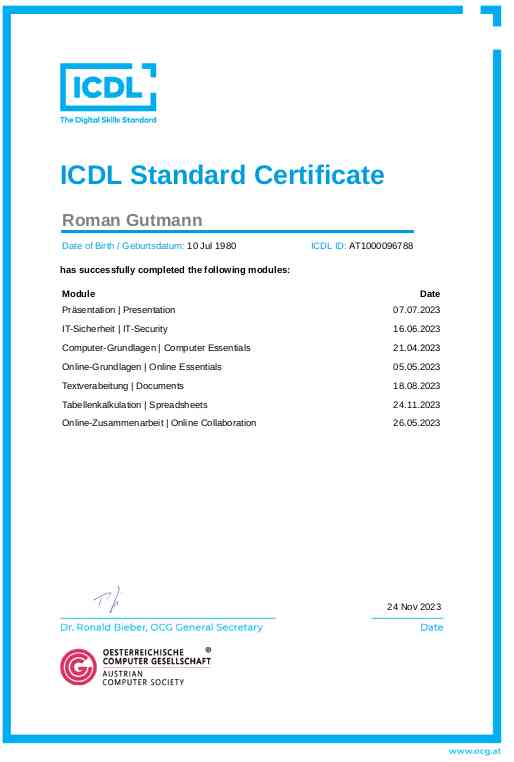 ICDL
The Digital Skills Standard
ICDL Standard Certificate
Roman Gutmann
Date of Birth / Geburtsdatum: 10 Jul 1980 ICDL ID: AT1000096788
has successfully completed the following modules:
Module Date
Präsentation | Presentation 07.07.2023
IT-Sicherheit | IT-Security 16.06.2023
Computer-Grundlagen | Computer Essentials 21.04.2023
Online-Grundlagen | Online Essentials 05.05.2023
Textverabeitung | Documents 18.08.2023
Tabellenkalkulation | Spreadsheets 24.11.2023
Online-Zusammenarbeit | Online Collaboration 26.05.2023
24 Nov 2023
Dr. Ronald Bieber, OCG General Secretary Date
OESTERREICHISCHE ®
COMPUTER GESELLSCHAFT
AUSTRIAN
COMPUTER SOCIETY
www.ocg.at